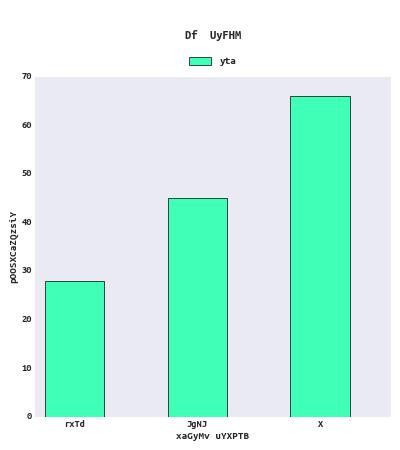 Df  UyFHM
yta
70
60
50
40
30
20
10
0
pOOSXCaZQzsiY
rxTd
JgNJ
X
xaGyMv uYXPTB